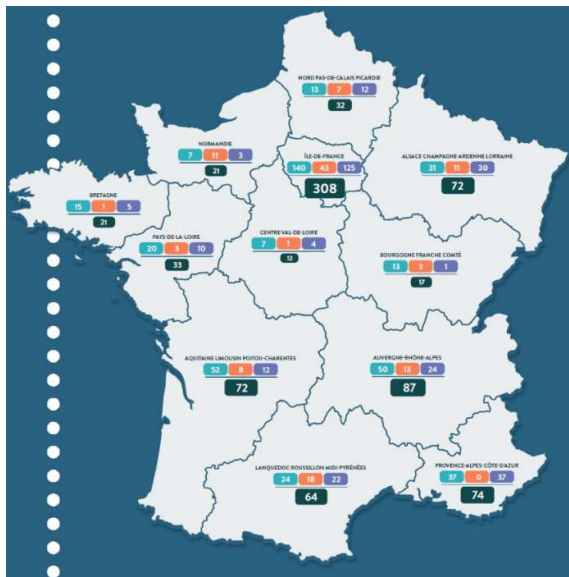 NORD PAS-DE-CALAIS PICARDIE
13 7 12
32
NORMANDIE
7 11 3
21
ÎLE-DE-FRANCE
140 43 125
308
ALSACE CHAMPAGNE-ARDENNE LORRAINE
31 11 30
72
BRETAGNE
15 1 5
21
PAYS-DE-LA-LOIRE
20 3 10
33
CENTRE VAL-DE-LOIRE
7 1 4
12
BOURGOGNE FRANCHE COMTÉ
13 3 1
17
AQUITAINE LIMOUSIN POITOU-CHARENTES
52 8 12
72
AUVERGNE-RHÔNE-ALPES
50 13 24
87
LANQUEDOC ROUSSILLON MIDI-PYRÉNÉES
24 18 22
64
PROVENCE-ALPES-CÔTE-D'AZUR
37 0 37
74